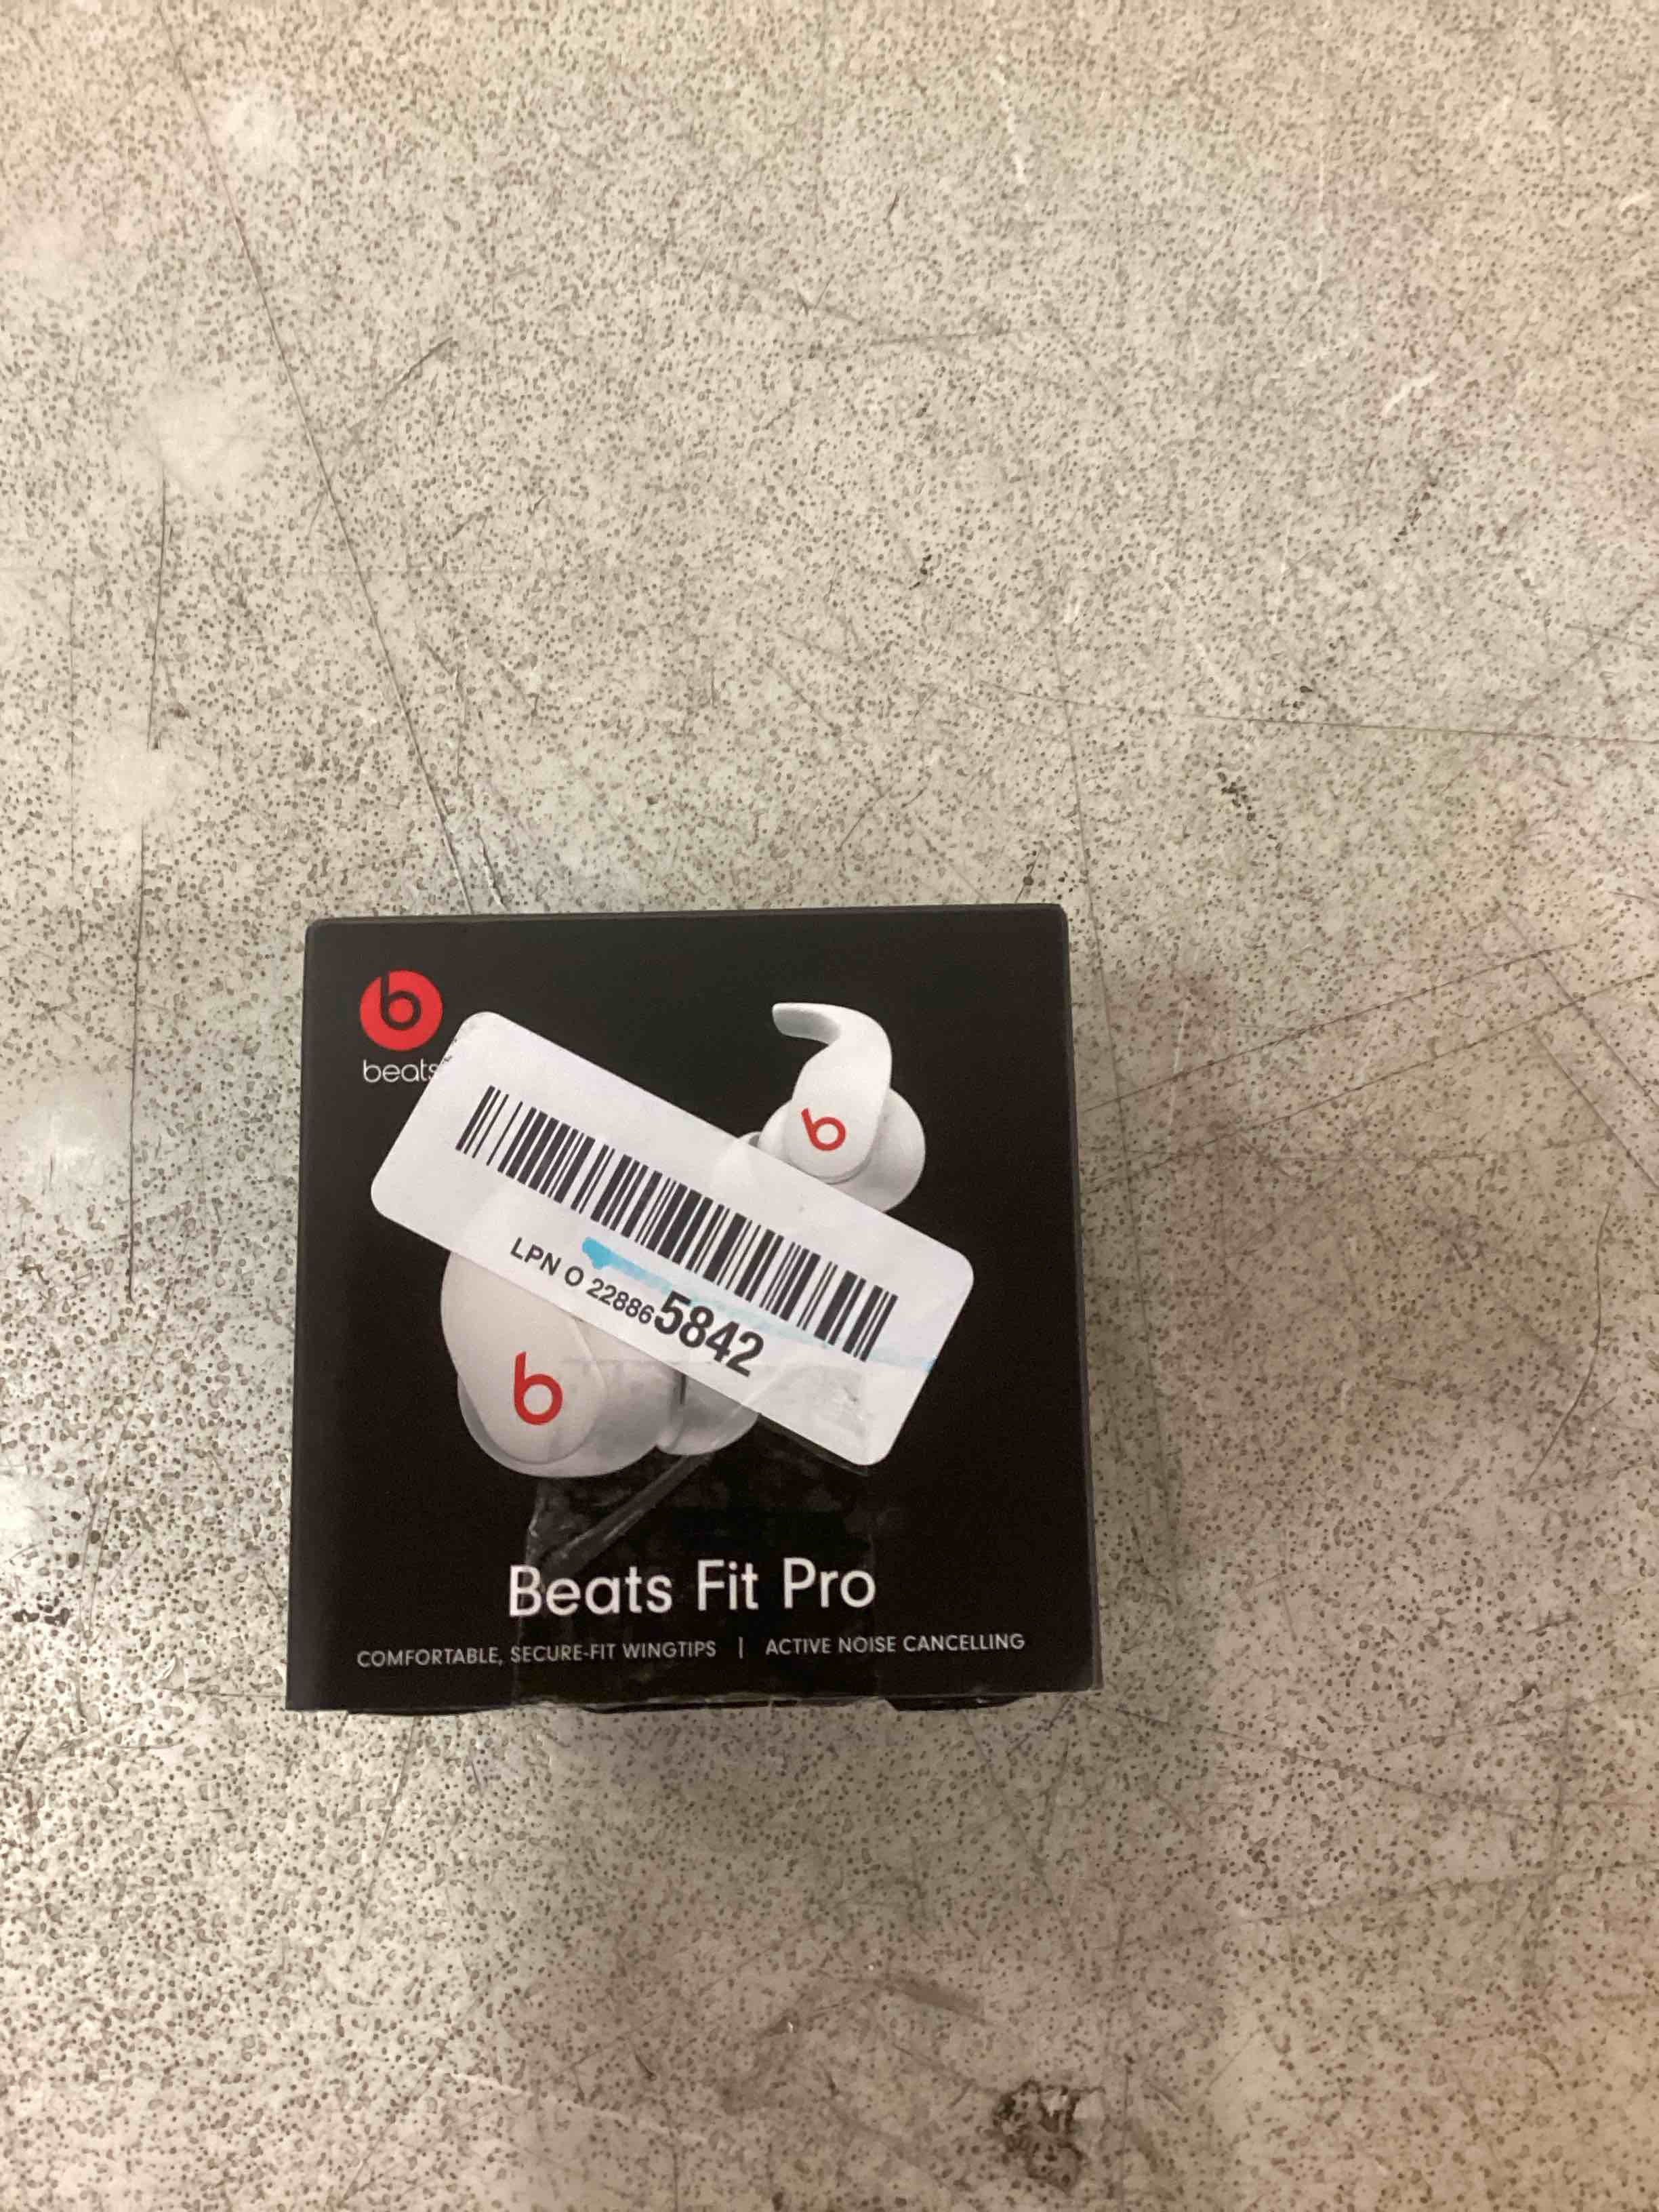 b
beats
b
LPN O 228865842
b
Beats Fit Pro
COMFORTABLE, SECURE-FIT WINGTIPS | ACTIVE NOISE CANCELLING